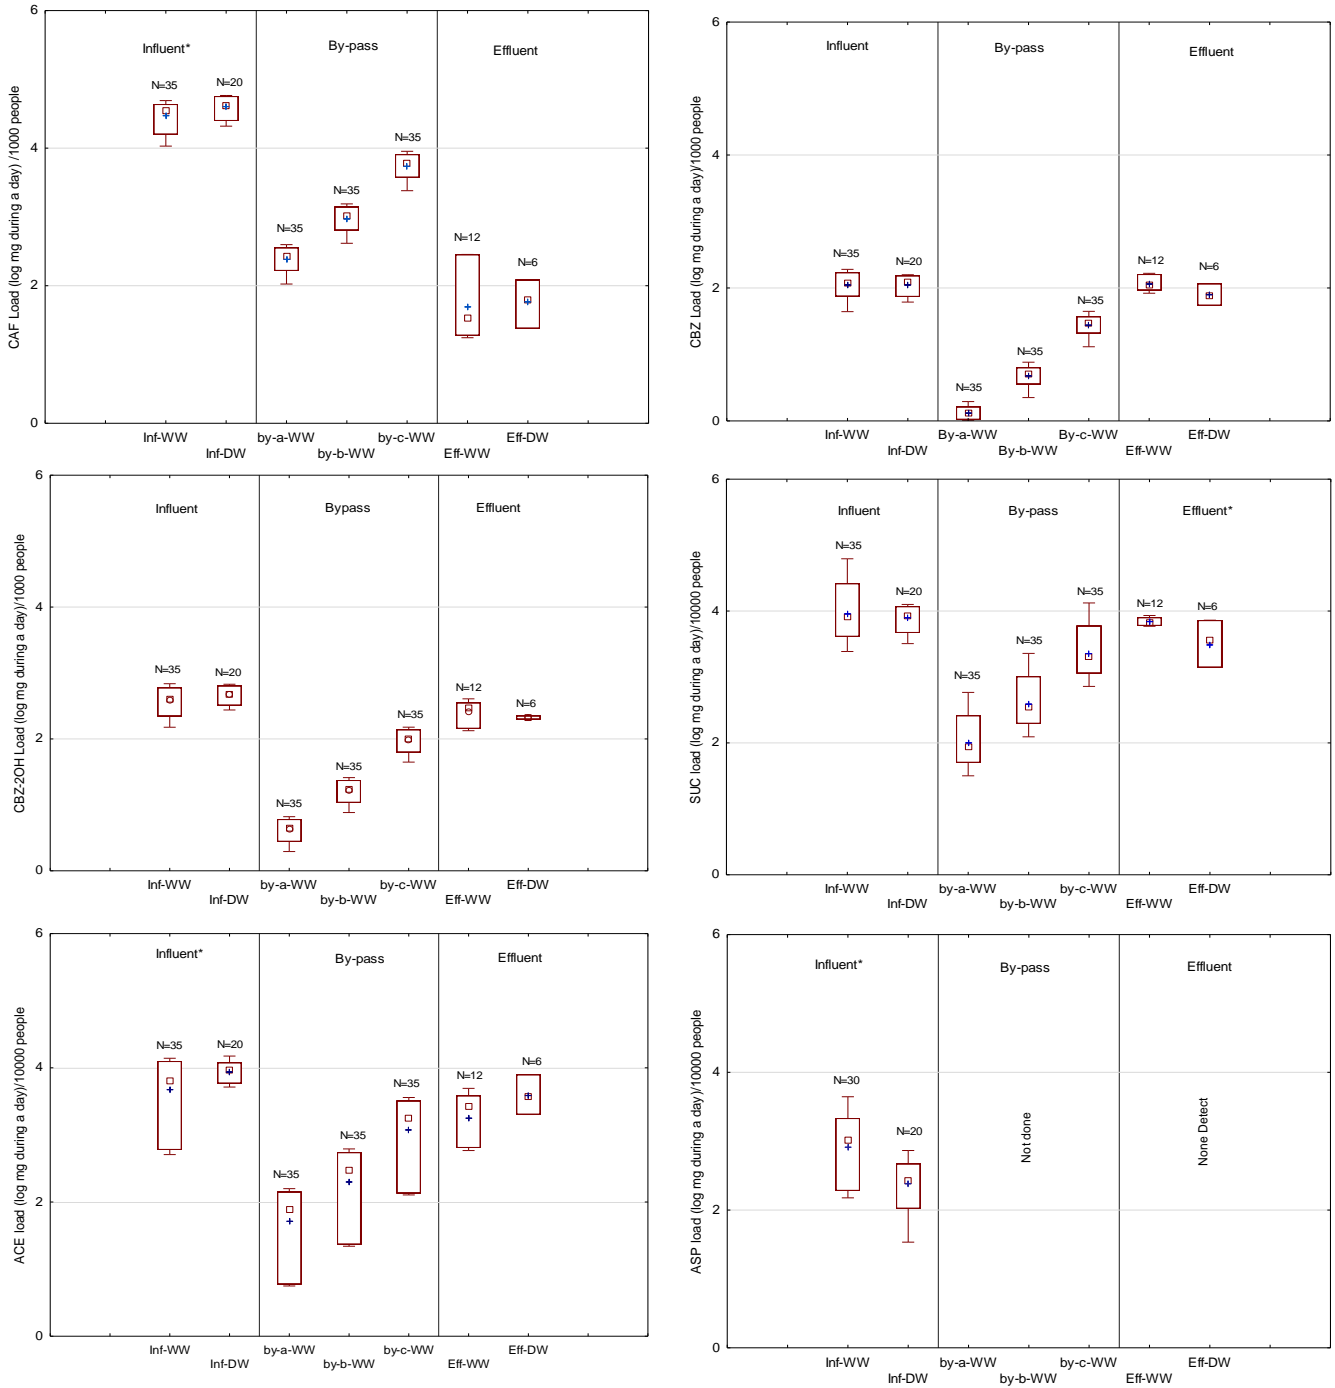 CAF Load (log mg during a day) /1000 people
6
4
2
0
Influent*
By-pass
Effluent
N=35
N=20
N=35
N=35
N=35
N=12
N=6
Inf-WW
Inf-DW
by-a-WW
by-b-WW
by-c-WW
Eff-WW
Eff-DW
CBZ Load (log mg during a day)/1000 people
6
4
2
0
Influent
By-pass
Effluent
N=35
N=20
N=35
N=35
N=35
N=12
N=6
Inf-WW
Inf-DW
By-a-WW
By-b-WW
By-c-WW
Eff-WW
Eff-DW
CBZ-2OH Load (log mg during a day)/1000 people
6
4
2
0
Influent
Bypass
Effluent
N=35
N=20
N=35
N=35
N=35
N=12
N=6
Inf-WW
Inf-DW
by-a-WW
by-b-WW
by-c-WW
Eff-WW
Eff-DW
SUC load (log mg during a day)/10000 people
6
4
2
0
Influent
By-pass
Effluent*
N=35
N=20
N=35
N=35
N=35
N=12
N=6
Inf-WW
Inf-DW
by-a-WW
by-b-WW
by-c-WW
Eff-WW
Eff-DW
ACE load (log mg during a day)/10000 people
6
4
2
0
Influent*
By-pass
Effluent
N=35
N=20
N=35
N=35
N=35
N=12
N=6
Inf-WW
Inf-DW
by-a-WW
by-b-WW
by-c-WW
Eff-WW
Eff-DW
ASP load (log mg during a day)/10000 people
6
4
2
0
Influent*
By-pass
Effluent
N=30
N=20
Not done
None Detect
Inf-WW
Inf-DW
by-a-WW
by-b-WW
by-c-WW
Eff-WW
Eff-DW